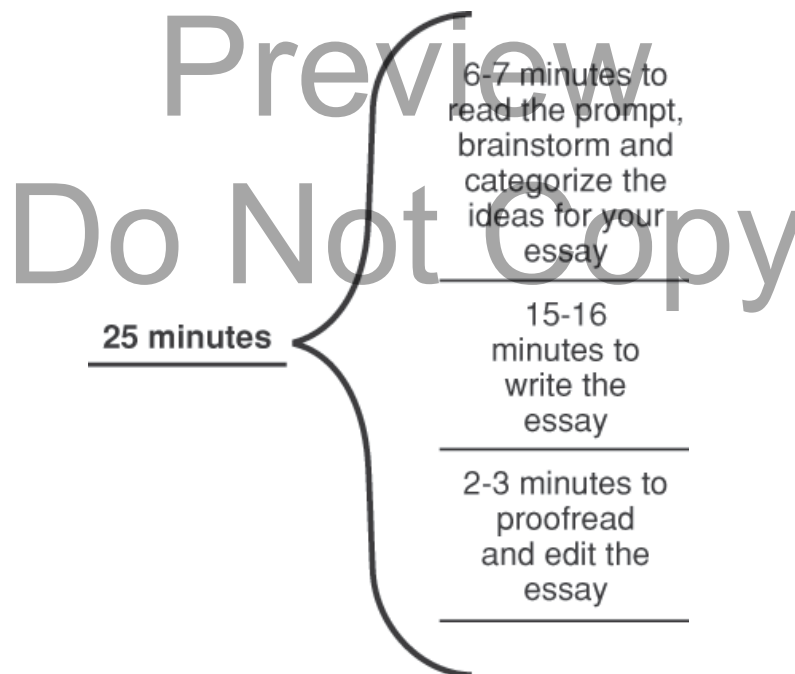 Preview
Do Not Copy
25 minutes
6-7 minutes to
read the prompt,
brainstorm and
categorize the
ideas for your
essay
15-16
minutes to
write the
essay
2-3 minutes to
proofread
and edit the
essay